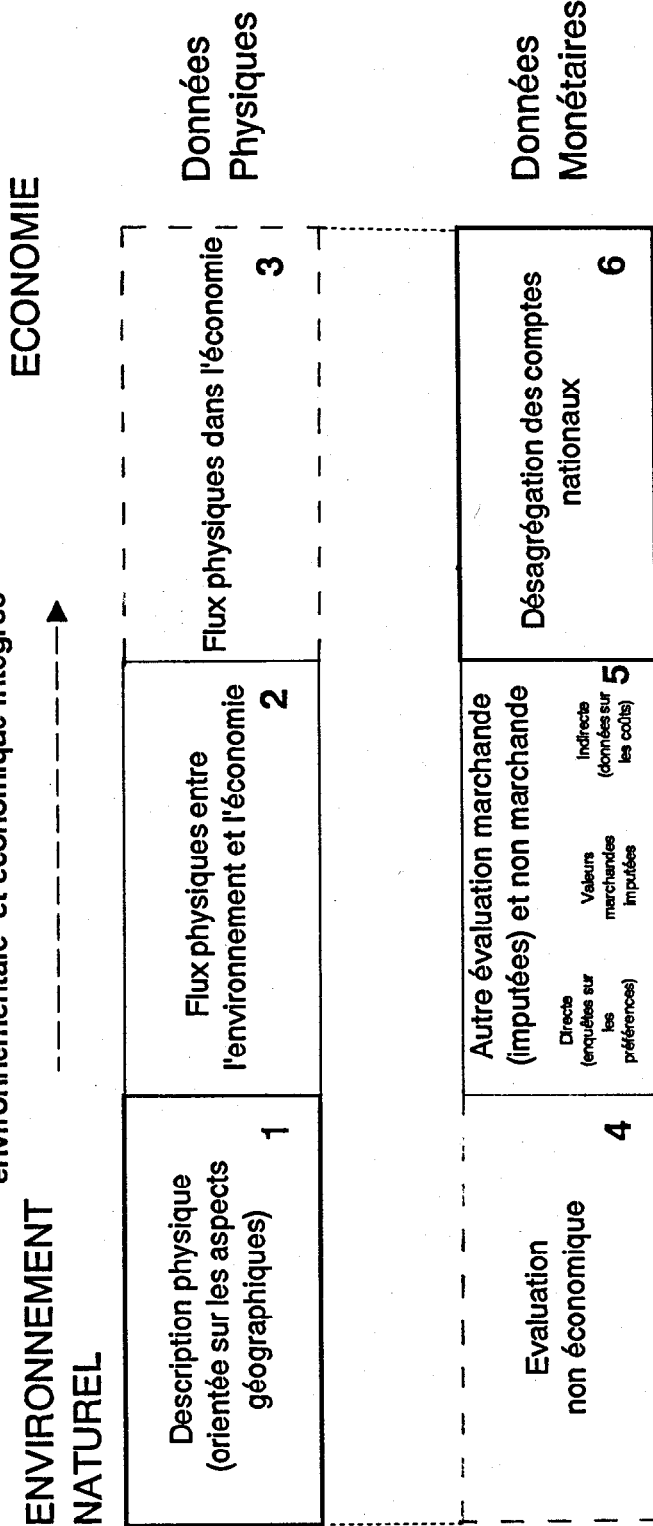 environnementale et économique intégrée
ENVIRONNEMENT
NATUREL
ECONOMIE
Description physique
(orientée sur les aspects
géographiques)
1
Flux physiques entre
l'environnement et l'économie
2
Flux physiques dans l'économie
3
Données
Physiques
Evaluation
non économique
4
Autre évaluation marchande
(imputées) et non marchande
Directe
(enquêtes sur
les
préférences)
Valeurs
marchandes
imputées
Indirecte
(données sur
les coûts)
5
Désagrégation des comptes
nationaux
6
Données
Monétaires